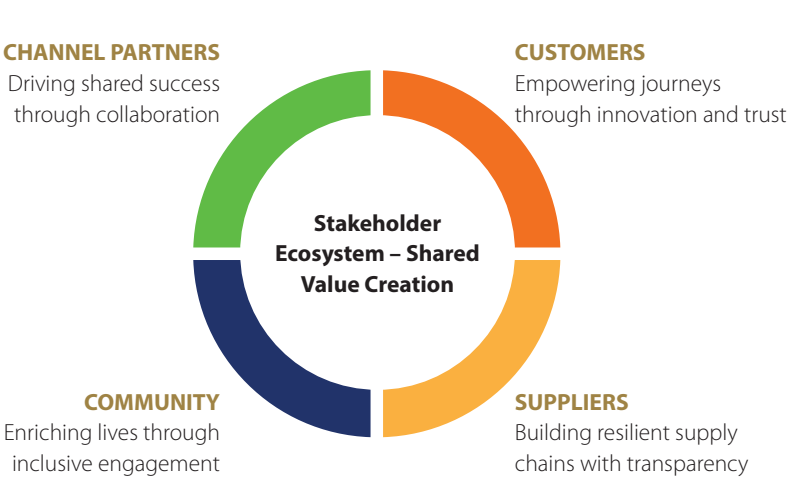 CHANNEL PARTNERS
Driving shared success
through collaboration
CUSTOMERS
Empowering journeys
through innovation and trust
Stakeholder
Ecosystem – Shared
Value Creation
COMMUNITY
Enriching lives through
inclusive engagement
SUPPLIERS
Building resilient supply
chains with transparency